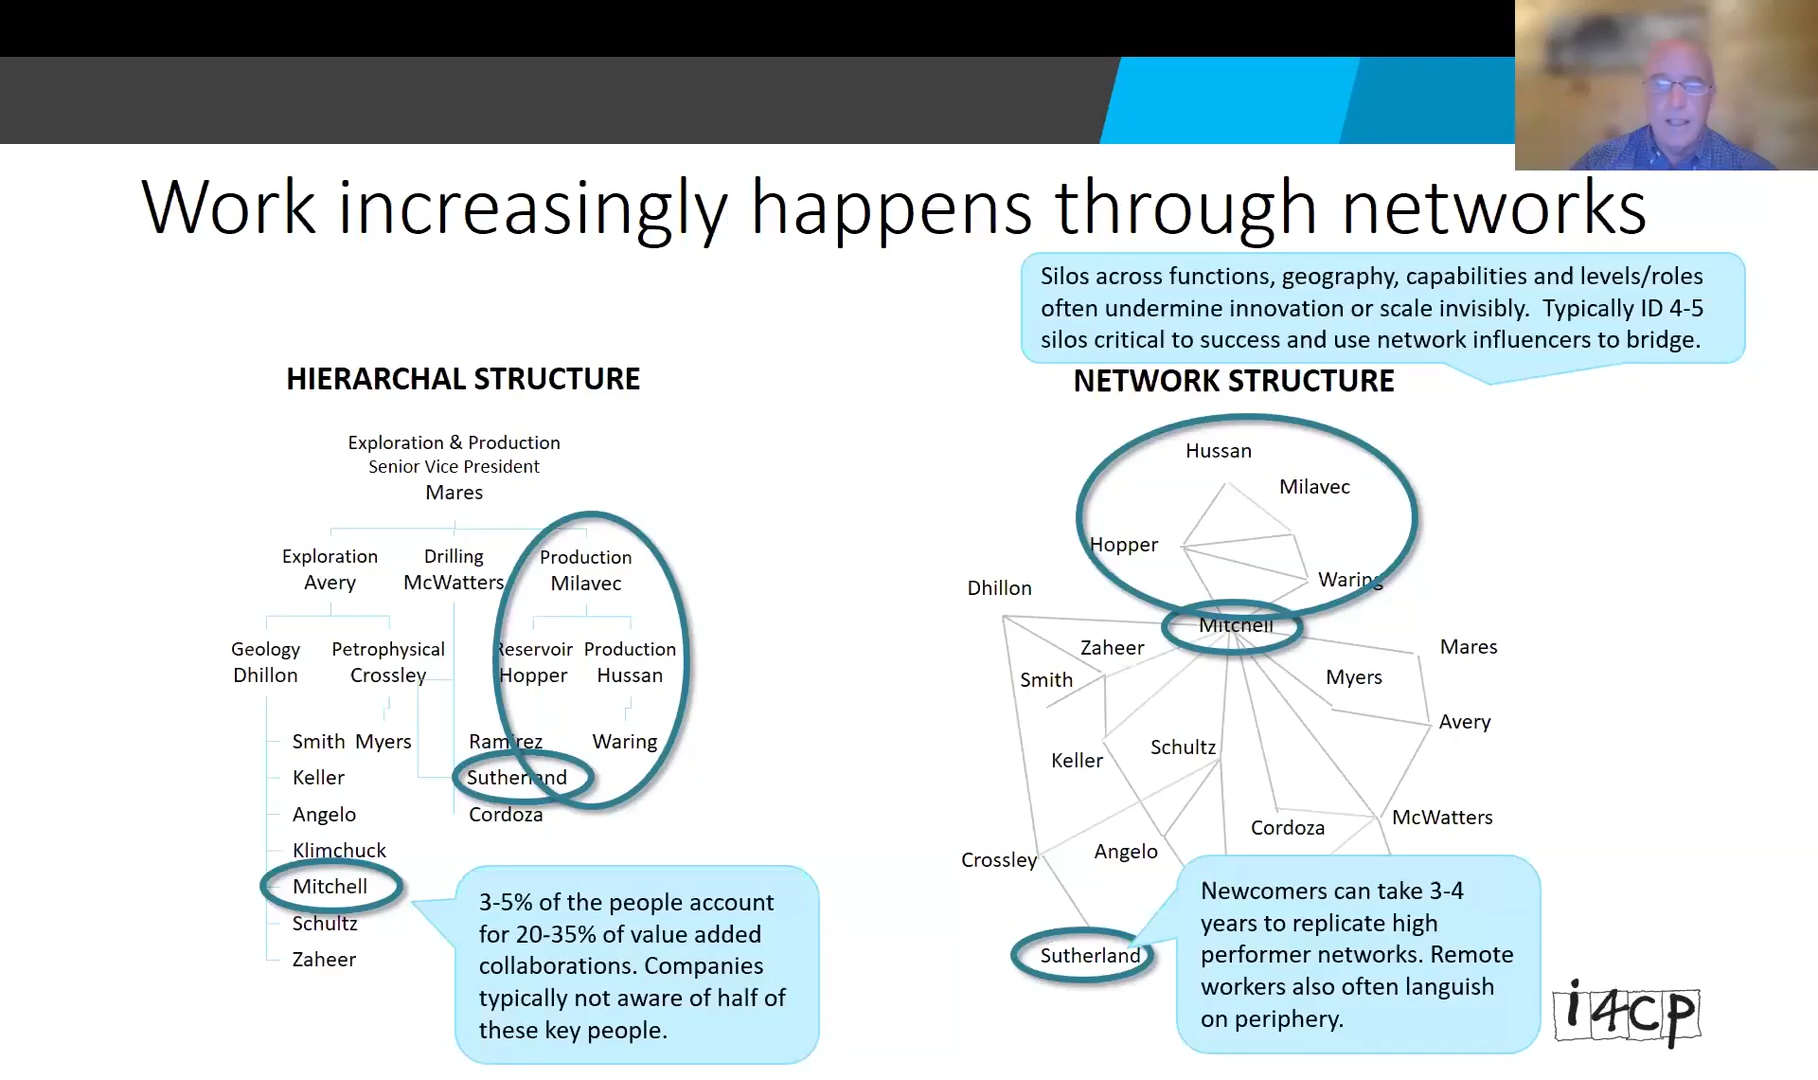 Work increasingly happens through networks
Silos across functions, geography, capabilities and levels/roles
often undermine innovation or scale invisibly. Typically ID 4-5
silos critical to success and use network influencers to bridge.
HIERARCHAL STRUCTURE
Exploration & Production
Senior Vice President
Mares
Exploration
Avery
Drilling
McWatters
Production
Milavec
Geology
Dhillon
Petrophysical
Crossley
Reservoir
Hopper
Production
Hussan
Smith
Keller
Angelo
Klimchuck
Mitchell
Schultz
Zaheer
Myers
Ramirez
Sutherland
Cordoza
Waring
3-5% of the people account
for 20-35% of value added
collaborations. Companies
typically not aware of half of
these key people.
NETWORK STRUCTURE
Hussan
Milavec
Hopper
Waring
Dhillon
Mitchell
Zaheer
Mares
Smith
Myers
Avery
Schultz
Keller
McWatters
Cordoza
Angelo
Crossley
Sutherland
Newcomers can take 3-4
years to replicate high
performer networks. Remote
workers also often languish
on periphery.
i4cp